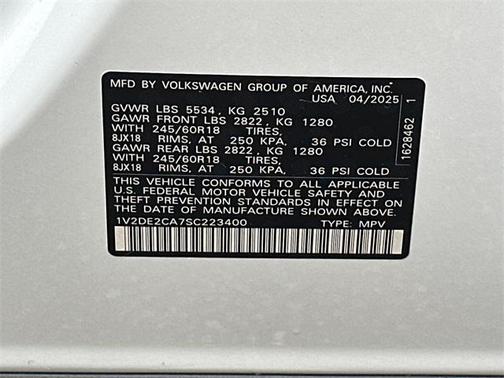 MFD BY VOLKSWAGEN GROUP OF AMERICA, INC.
USA 04/2025
GVWR LBS 5534, KG 2510
GAWR FRONT LBS 2822, KG 1280
WITH 245/60R18 TIRES,
8JX18 RIMS, AT 250 KPA, 36 PSI COLD
GAWR REAR LBS 2822, KG 1280
WITH 245/60R18 TIRES,
8JX18 RIMS, AT 250 KPA, 36 PSI COLD
THIS VEHICLE CONFORMS TO ALL APPLICABLE
U.S. FEDERAL MOTOR VEHICLE SAFETY AND
THEFT PREVENTION STANDARDS IN EFFECT ON
THE DATE OF MANUFACTURE SHOWN ABOVE.
1V2DE2CA7SC223400 TYPE: MPV
1628462 1